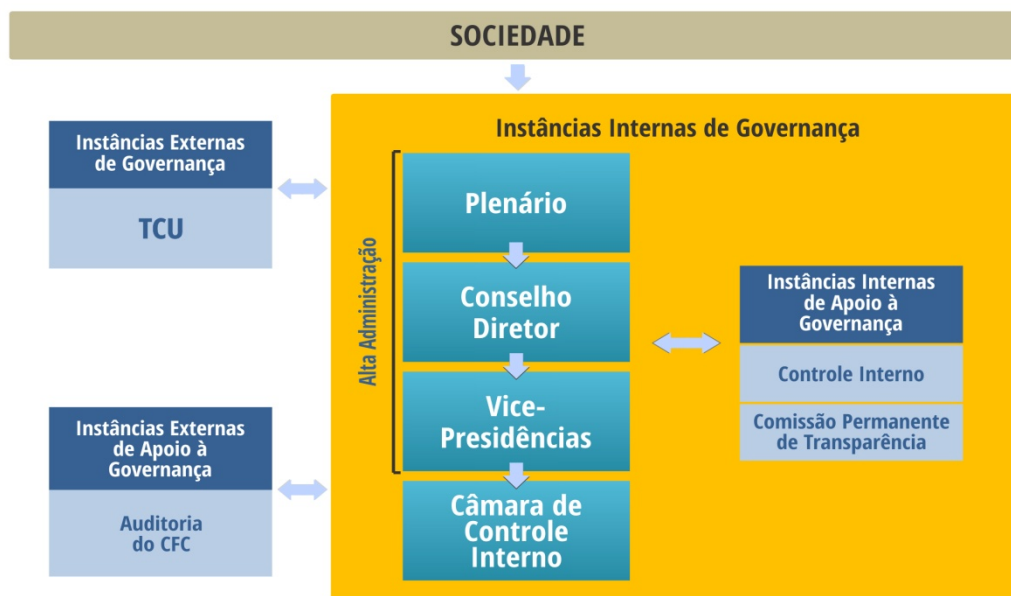 SOCIEDADE
Instâncias Internas de Governança
Instâncias Externas
de Governança
TCU
Alta Administração
Plenário
Conselho
Diretor
Vice-
Presidências
Câmara de
Controle
Interno
Instâncias Internas
de Apoio à
Governança
Controle Interno
Comissão Permanente
de Transparência
Instâncias Externas
de Apoio à
Governança
Auditoria
do CFC